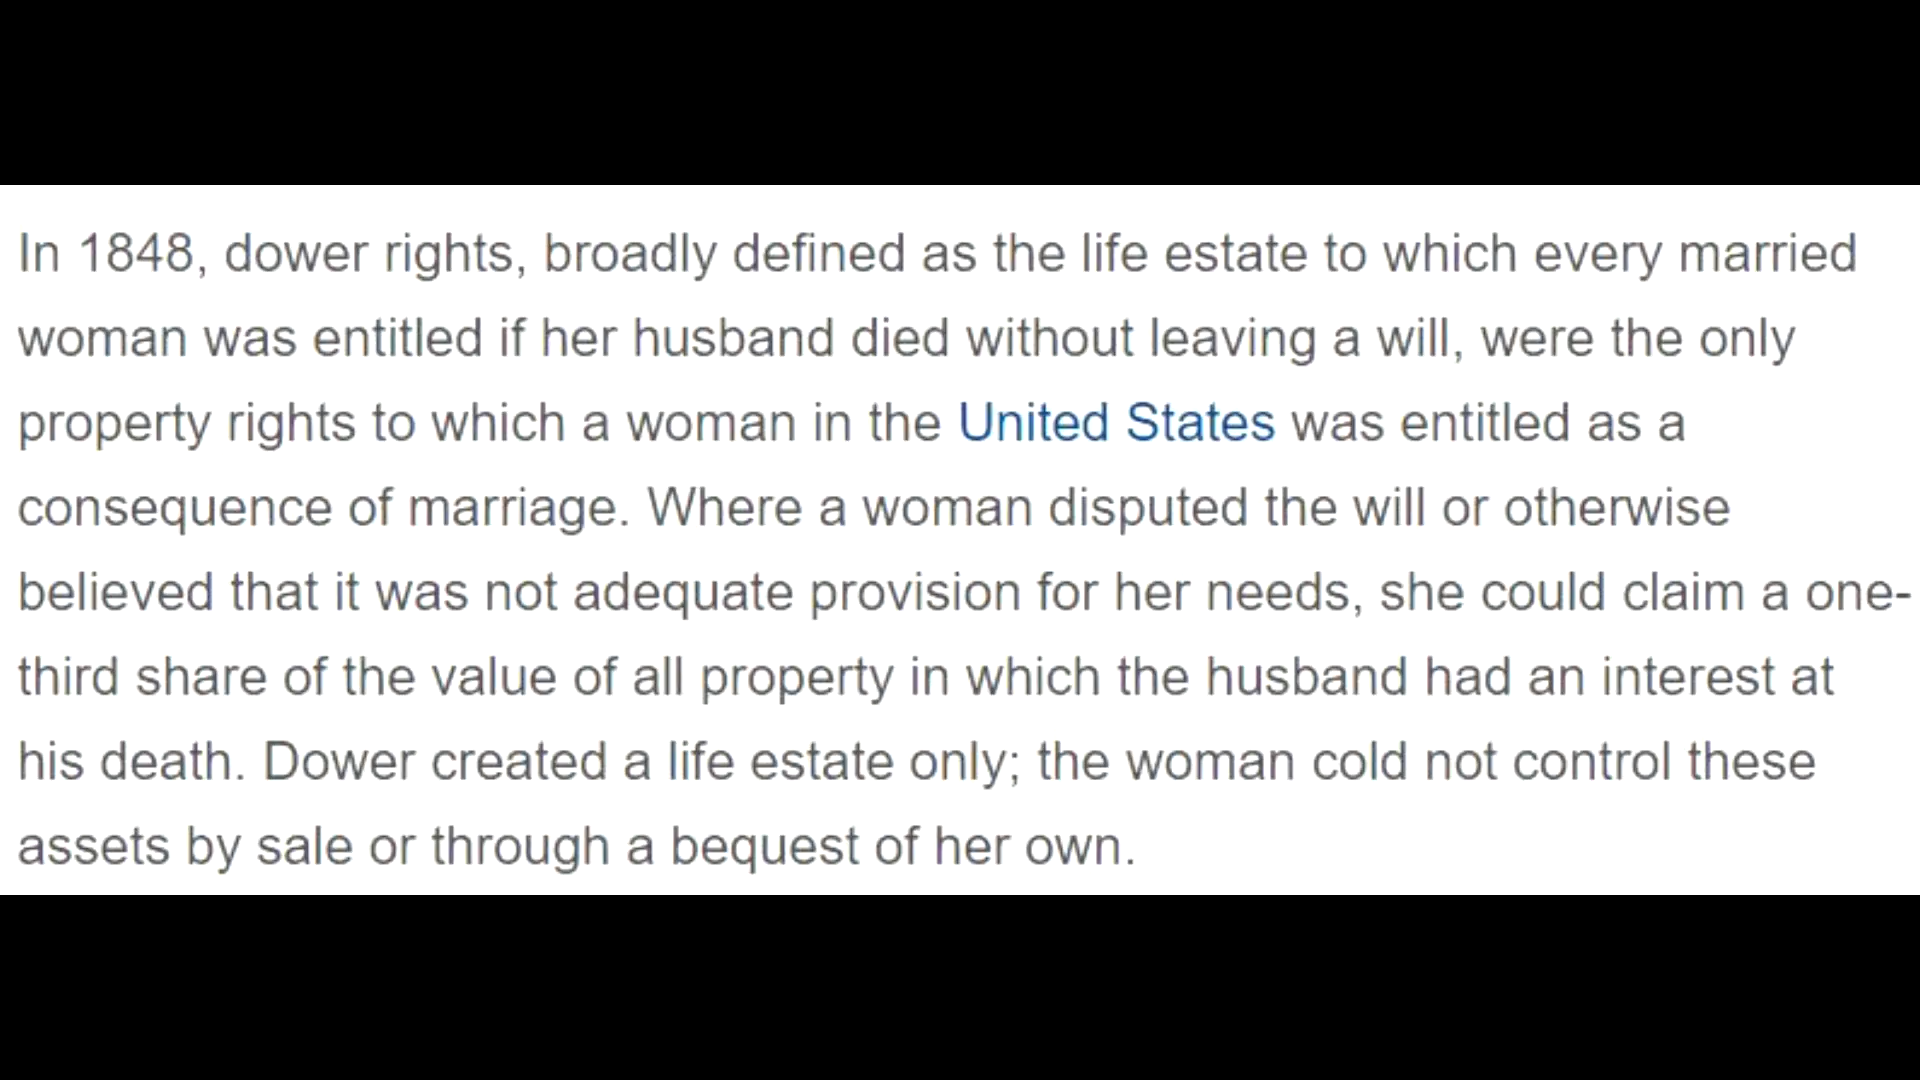 In 1848, dower rights, broadly defined as the life estate to which every married
woman was entitled if her husband died without leaving a will, were the only
property rights to which a woman in the United States was entitled as a
consequence of marriage. Where a woman disputed the will or otherwise
believed that it was not adequate provision for her needs, she could claim a one-
third share of the value of all property in which the husband had an interest at
his death. Dower created a life estate only; the woman cold not control these
assets by sale or through a bequest of her own.